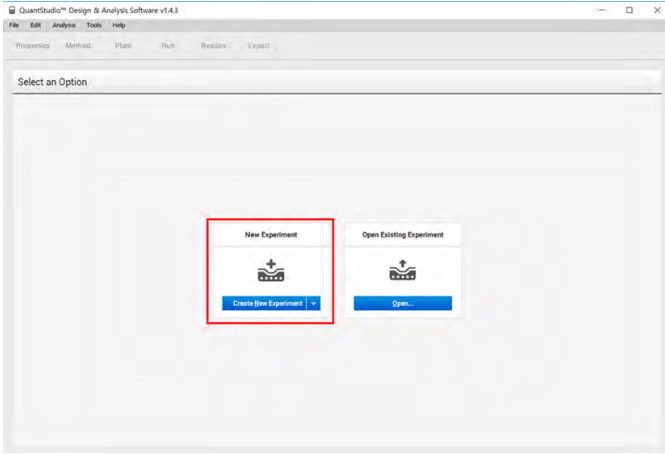 QuantStudio™ Design & Analysis Software v1.4.3
File Edit Analysis Tools Help
Properties Method Plate Run Results Export
Select an Option
New Experiment Open Existing Experiment
Create New Experiment Open...